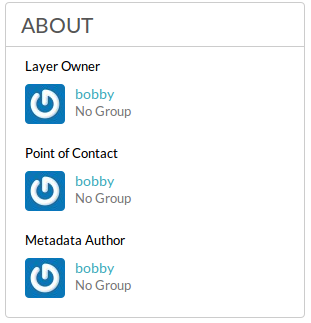 ABOUT
Layer Owner
bobby
No Group
Point of Contact
bobby
No Group
Metadata Author
bobby
No Group